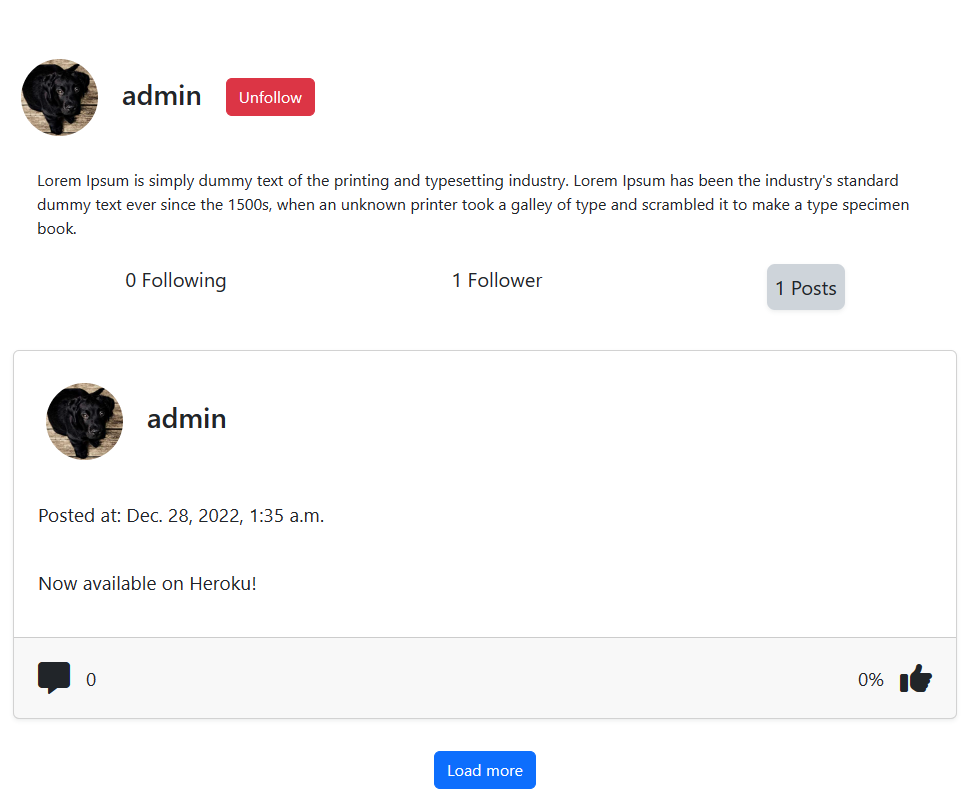 admin
Unfollow
Lorem Ipsum is simply dummy text of the printing and typesetting industry. Lorem Ipsum has been the industry's standard
dummy text ever since the 1500s, when an unknown printer took a galley of type and scrambled it to make a type specimen
book.
0 Following
1 Follower
1 Posts
admin
Posted at: Dec. 28, 2022, 1:35 a.m.
Now available on Heroku!
0
0%
Load more